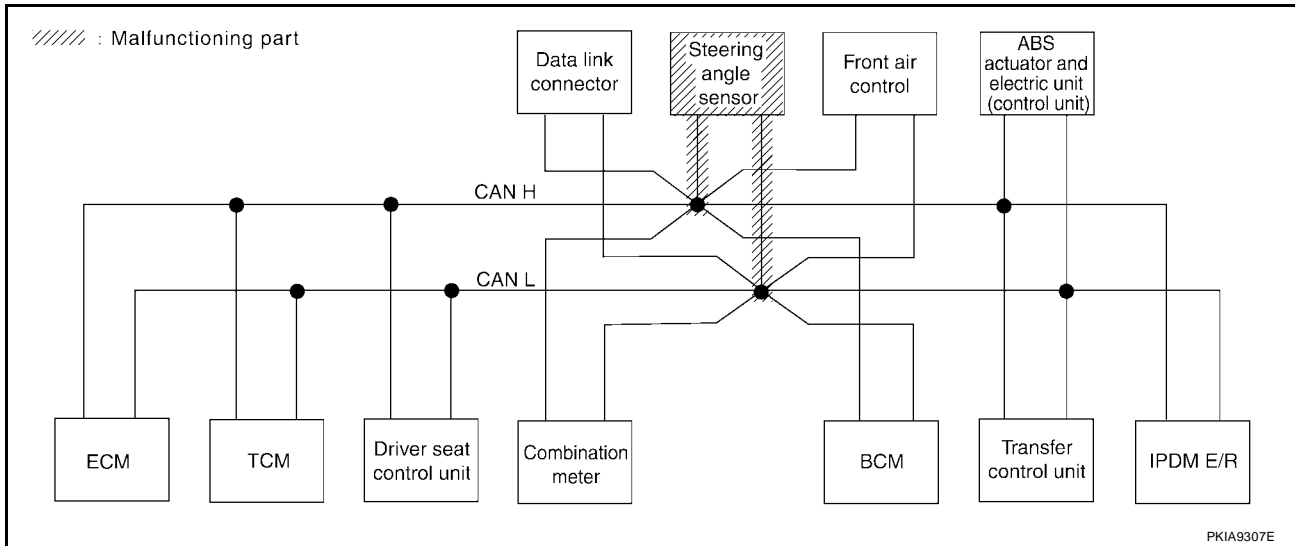 : Malfunctioning part
Data link
connector
Steering
angle
sensor
Front air
control
ABS
actuator and
electric unit
(control unit)
CAN H
CAN L
ECM
TCM
Driver seat
control unit
Combination
meter
BCM
Transfer
control unit
IPDM E/R
PKIA9307E